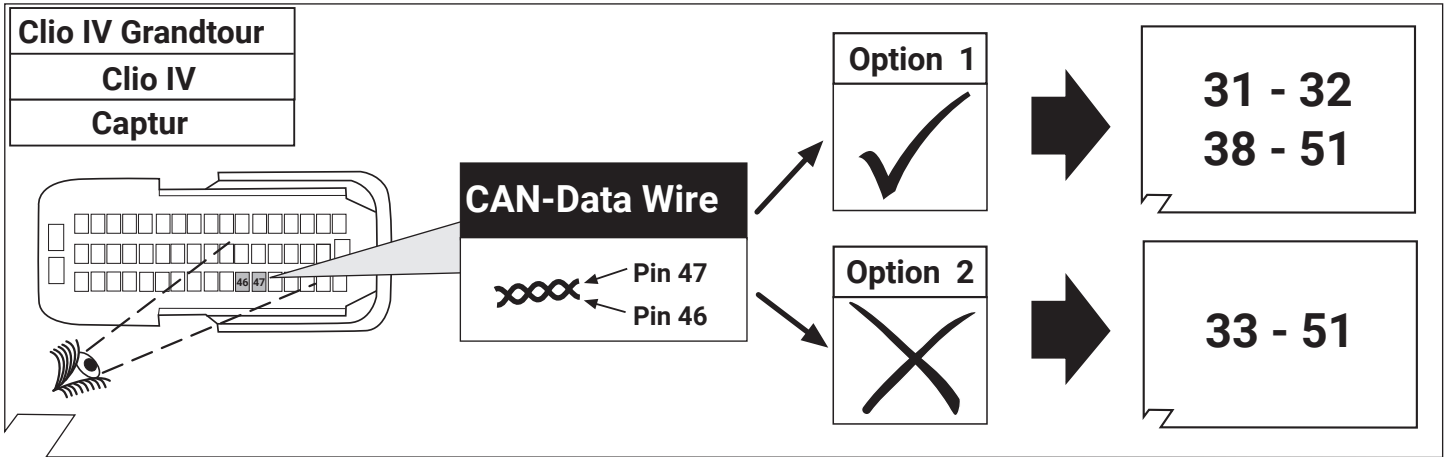 Clio IV Grandtour
Clio IV
Captur
46 47
CAN-Data Wire
Pin 47
Pin 46
Option 1
31 - 32
38 - 51
Option 2
33 - 51